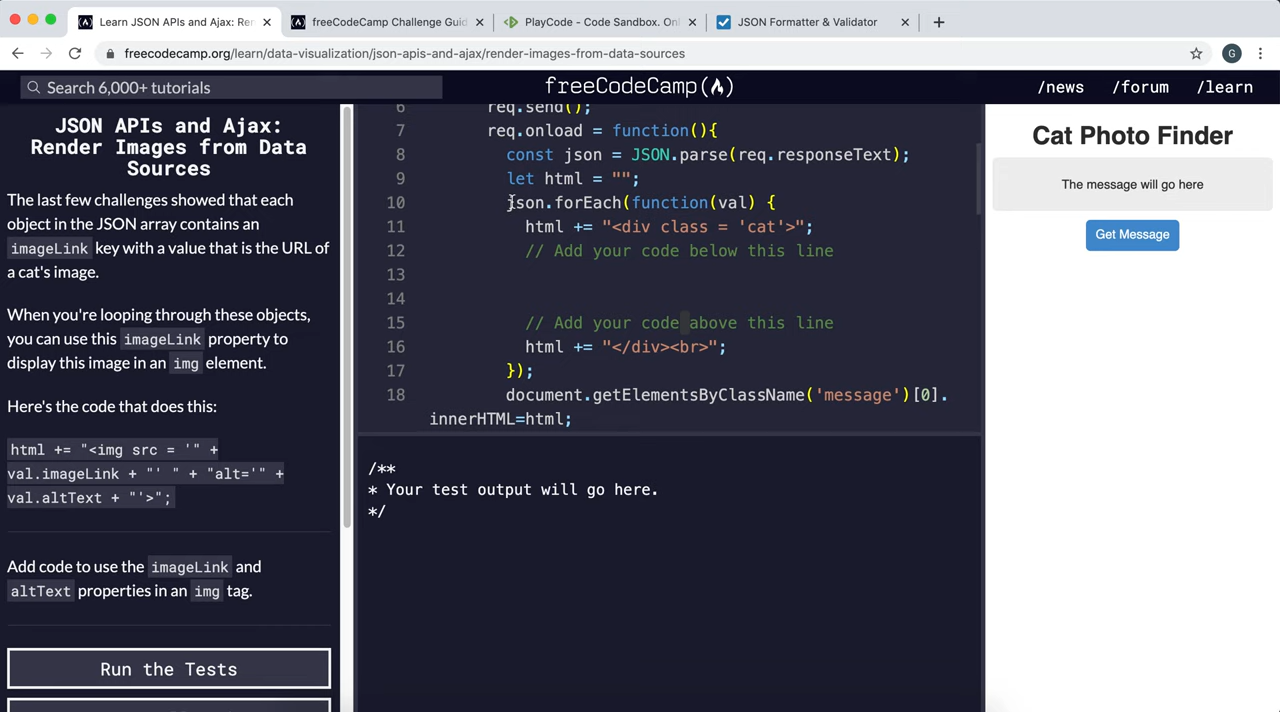 Learn JSON APIs and Ajax: Ren
freeCodeCamp Challenge Guid
PlayCode - Code Sandbox. Onl
JSON Formatter & Validator
freecodecamp.org/learn/data-visualization/json-apis-and-ajax/render-images-from-data-sources
G
Search 6,000+ tutorials
freeCodeCamp
/news
/forum
/learn
JSON APIs and Ajax:
Render Images from Data
Sources
The last few challenges showed that each
object in the JSON array contains an
imageLink key with a value that is the URL of
a cat's image.
When you're looping through these objects,
you can use this imageLink property to
display this image in an img element.
Here's the code that does this:
html += "<img src = '" +
val.imageLink + "' " + "alt='" +
val.altText + "'>";
Add code to use the imageLink and
altText properties in an img tag.
Run the Tests
6 req.send();
7 req.onload = function(){
8 const json = JSON.parse(req.responseText);
9 let html = "";
10 json.forEach(function(val) {
11 html += "<div class = 'cat'>";
12 // Add your code below this line
13
14
15 // Add your code above this line
16 html += "</div><br>";
17 });
18 document.getElementsByClassName('message')[0].
innerHTML=html;
/**
* Your test output will go here.
*/
Cat Photo Finder
The message will go here
Get Message